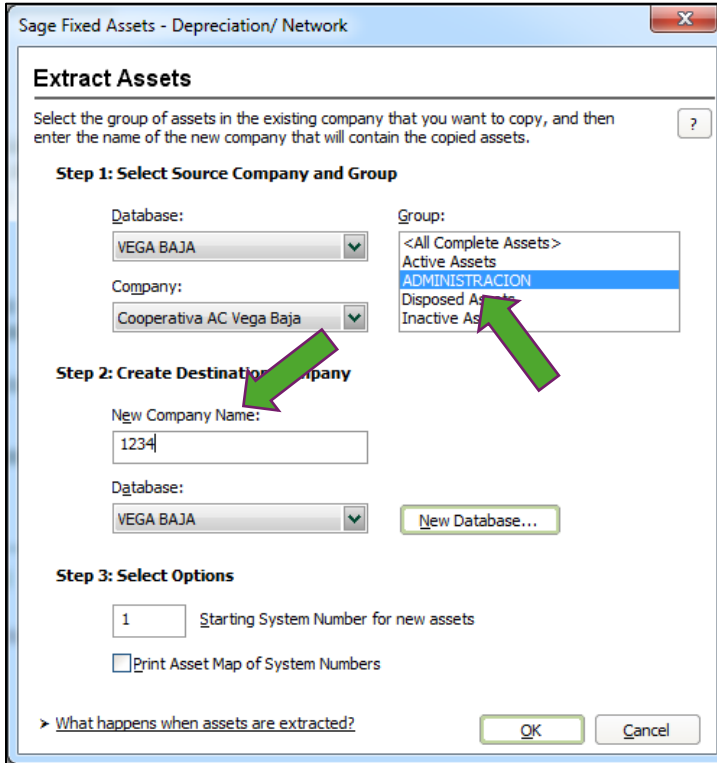 Sage Fixed Assets - Depreciation/ Network
Extract Assets
Select the group of assets in the existing company that you want to copy, and then
enter the name of the new company that will contain the copied assets.
?
Step 1: Select Source Company and Group
Database:
VEGA BAJA
Company:
Cooperativa AC Vega Baja
Group:
<All Complete Assets>
Active Assets
ADMINISTRACION
Disposed Assets
Inactive As
Step 2: Create Destination Company
New Company Name:
1234
Database:
VEGA BAJA
New Database...
Step 3: Select Options
1 Starting System Number for new assets
Print Asset Map of System Numbers
What happens when assets are extracted?
OK
Cancel